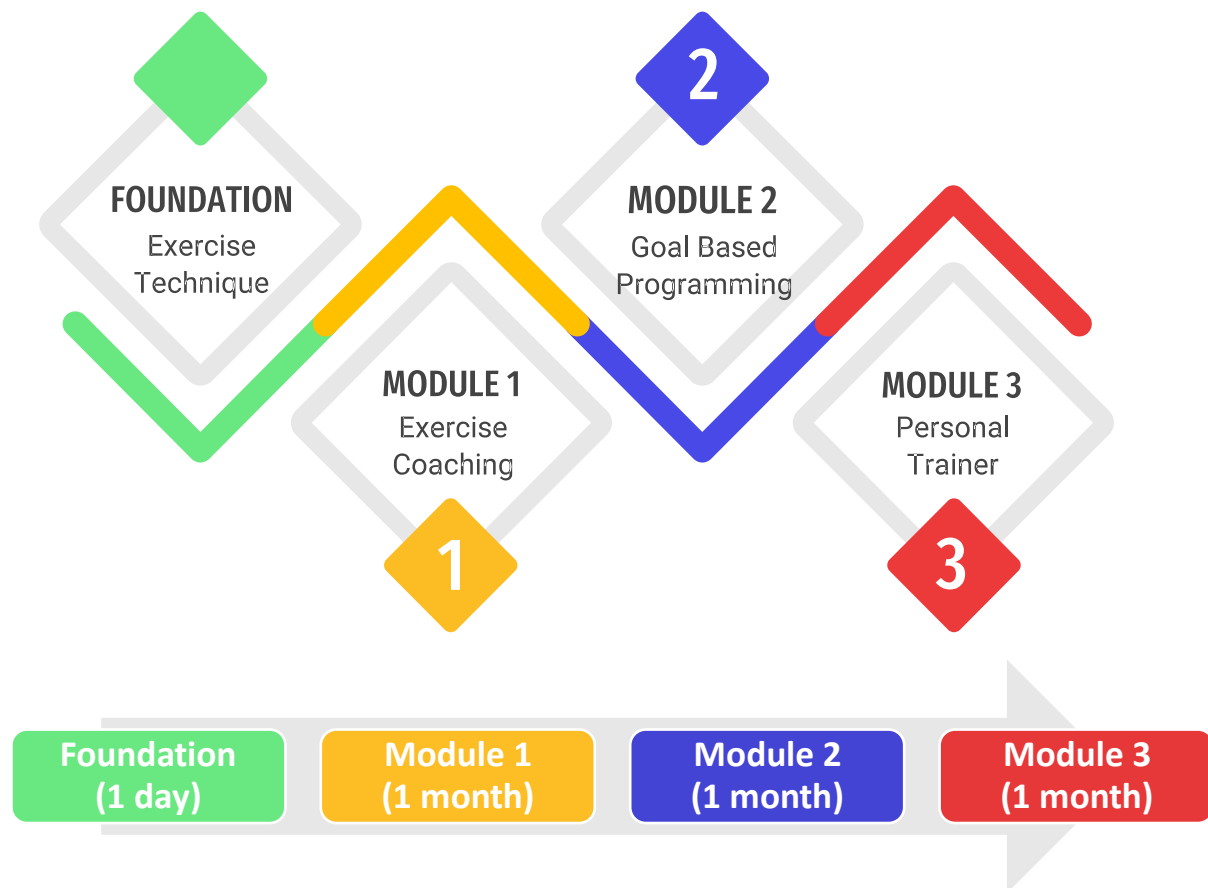 FOUNDATION
Exercise
Technique
1
MODULE 1
Exercise
Coaching
2
MODULE 2
Goal Based
Programming
3
MODULE 3
Personal
Trainer
Foundation
(1 day)
Module 1
(1 month)
Module 2
(1 month)
Module 3
(1 month)